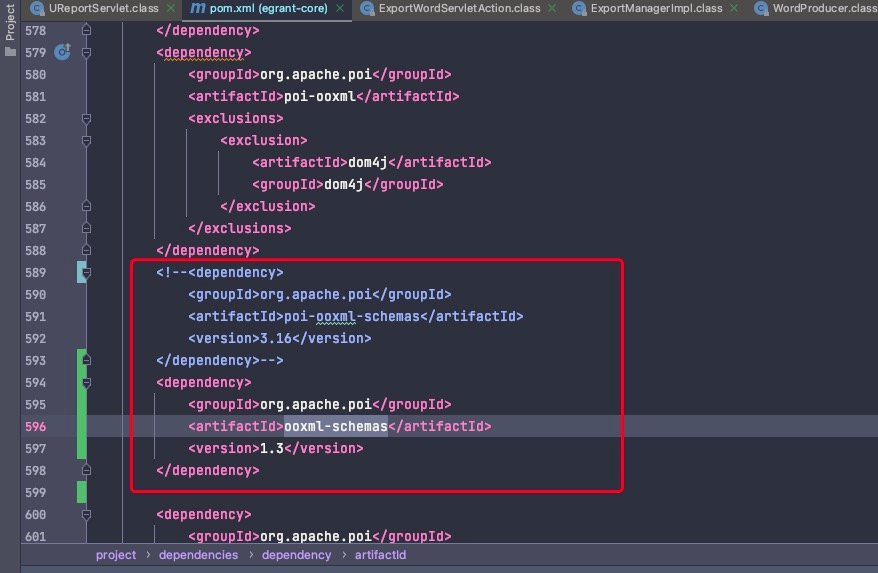 Project
UReportServlet.class
pom.xml (egrant-core)
ExportWordServletAction.class
ExportManagerImpl.class
WordProducer.class
578 </dependency>
579 <dependency>
580 <groupId>org.apache.poi</groupId>
581 <artifactId>poi-ooxml</artifactId>
582 <exclusions>
583 <exclusion>
584 <artifactId>dom4j</artifactId>
585 <groupId>dom4j</groupId>
586 </exclusion>
587 </exclusions>
588 </dependency>
589 <!--<dependency>
590 <groupId>org.apache.poi</groupId>
591 <artifactId>poi-ooxml-schemas</artifactId>
592 <version>3.16</version>
593 </dependency>-->
594 <dependency>
595 <groupId>org.apache.poi</groupId>
596 <artifactId>ooxml-schemas</artifactId>
597 <version>1.3</version>
598 </dependency>
599
600 <dependency>
601 <groupId>org.apache.poi</groupId>
project › dependencies › dependency › artifactId